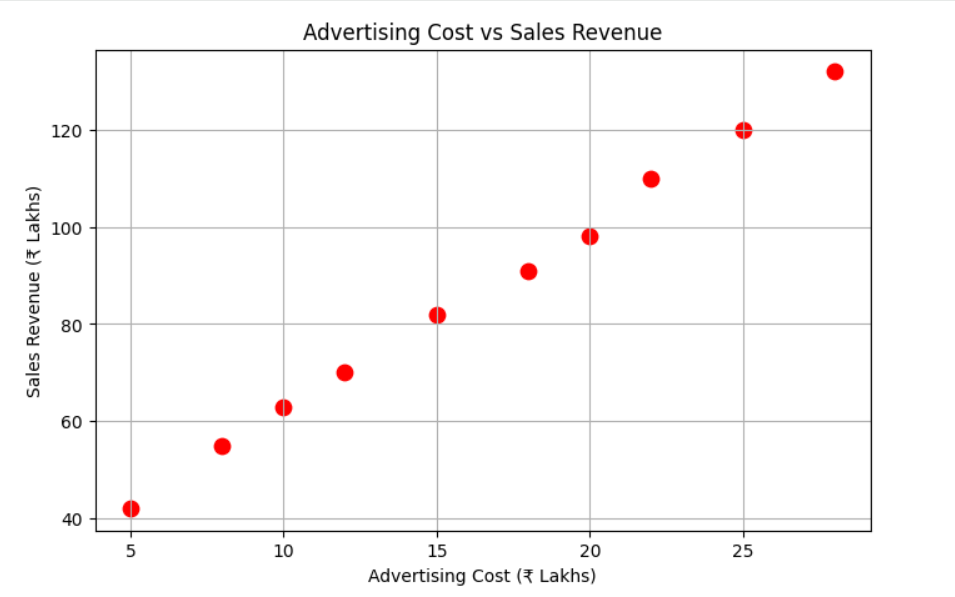 Advertising Cost vs Sales Revenue
Sales Revenue (₹ Lakhs)
120
100
80
60
40
5 10 15 20 25
Advertising Cost (₹ Lakhs)